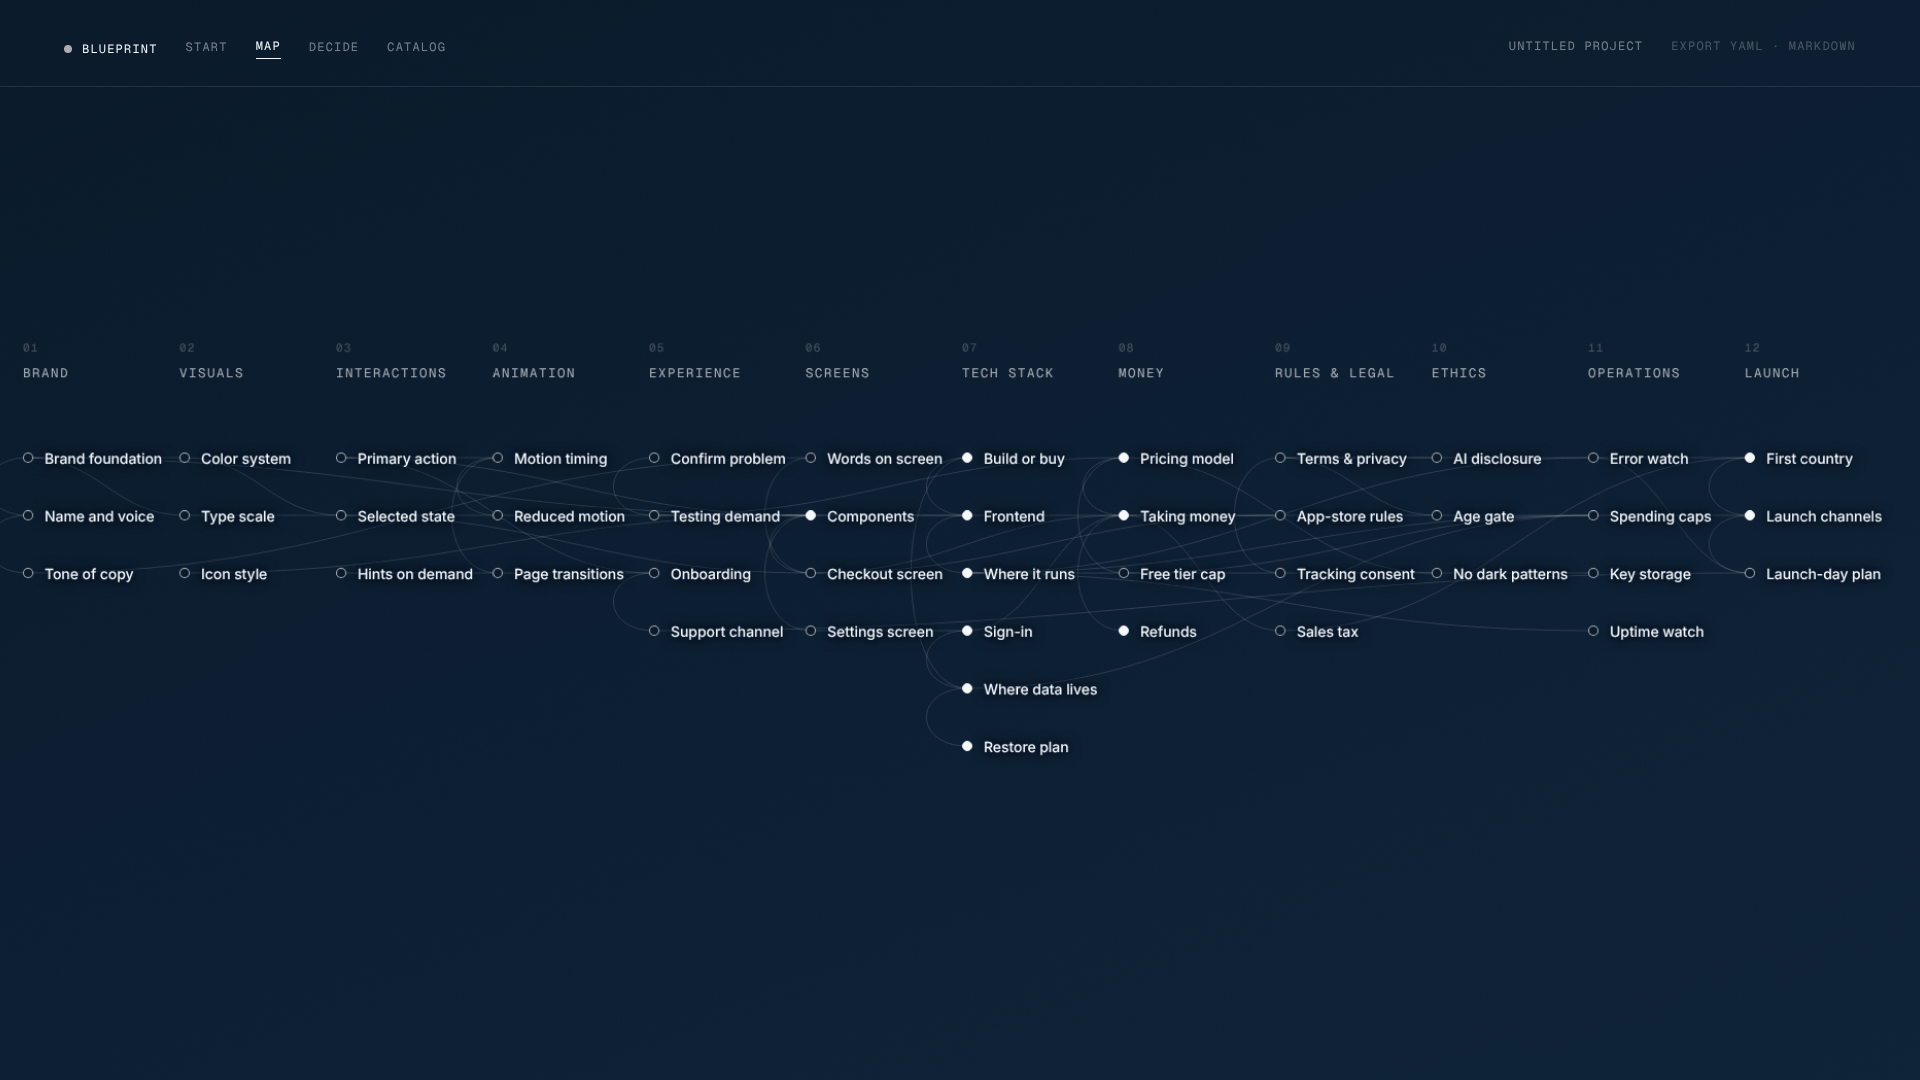 BLUEPRINT START MAP DECIDE CATALOG UNTITLED PROJECT EXPORT YAML · MARKDOWN
01 02 03 04 05 06 07 08 09 10 11 12
BRAND VISUALS INTERACTIONS ANIMATION EXPERIENCE SCREENS TECH STACK MONEY RULES & LEGAL ETHICS OPERATIONS LAUNCH
Brand foundation Color system Primary action Motion timing Confirm problem Words on screen Build or buy Pricing model Terms & privacy AI disclosure Error watch First country
Name and voice Type scale Selected state Reduced motion Testing demand Components Frontend Taking money App-store rules Age gate Spending caps Launch channels
Tone of copy Icon style Hints on demand Page transitions Onboarding Checkout screen Where it runs Free tier cap Tracking consent No dark patterns Key storage Launch-day plan
Support channel Settings screen Sign-in Refunds Sales tax Uptime watch
Where data lives
Restore plan